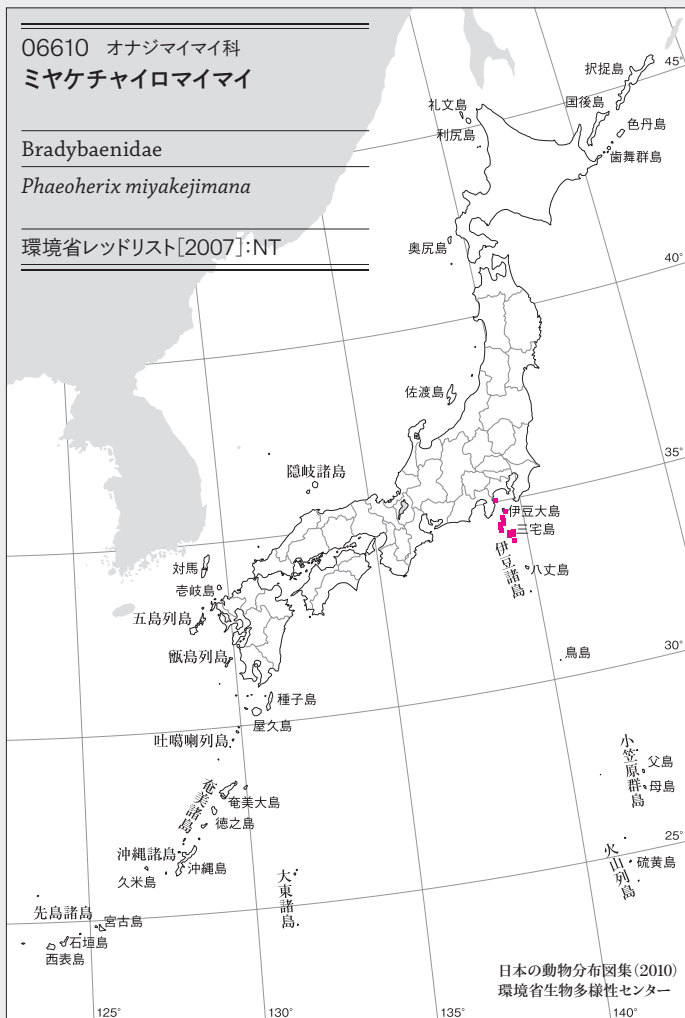 06610 オナジマイマイ科
ミヤケチャイロマイマイ
Bradybaenidae
Phaeoherix miyakejimana
環境省レッドリスト[2007]:NT
45°
択捉島
国後島
礼文島
色丹島
利尻島
歯舞群島
奥尻島
40°
佐渡島
35°
隠岐諸島
伊豆大島
三宅島
伊豆諸島
八丈島
対馬
壱岐島
五島列島
甑島列島
鳥島
30°
種子島
屋久島
吐噶喇列島
小笠原群島
父島
母島
奄美諸島
奄美大島
徳之島
25°
沖縄諸島
沖縄島
久米島
大東諸島
火山列島
硫黄島
先島諸島
宮古島
石垣島
西表島
日本の動物分布図集(2010)
環境省生物多様性センター
125°
130°
135°
140°